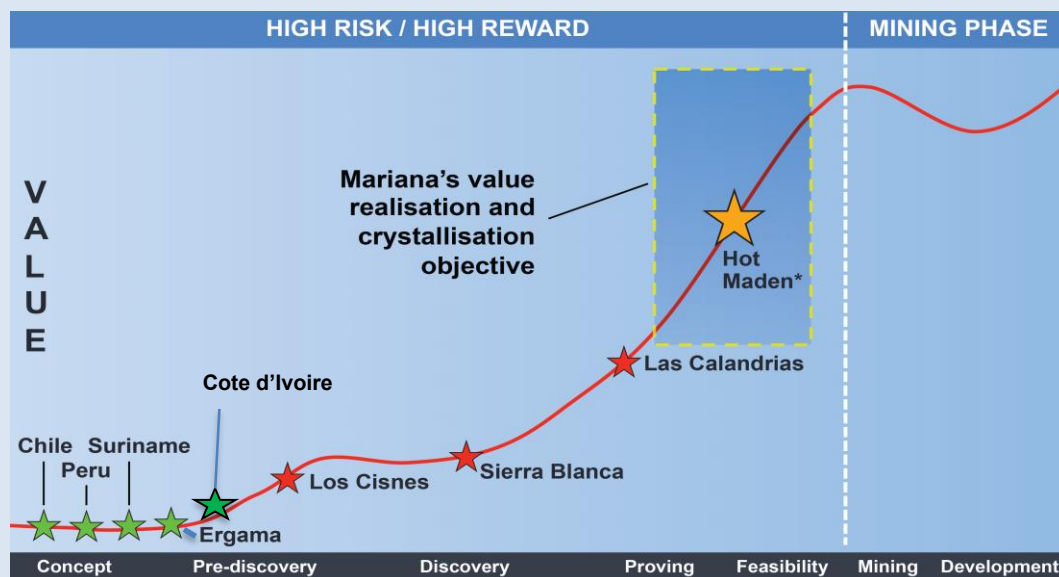 HIGH RISK / HIGH REWARD
MINING PHASE
VALUE
Mariana's value
realisation and
crystallisation
objective
Hot
Maden*
Las Calandrias
Cote d'Ivoire
Chile
Suriname
Peru
Los Cisnes
Sierra Blanca
Ergama
Concept
Pre-discovery
Discovery
Proving
Feasibility
Mining
Development